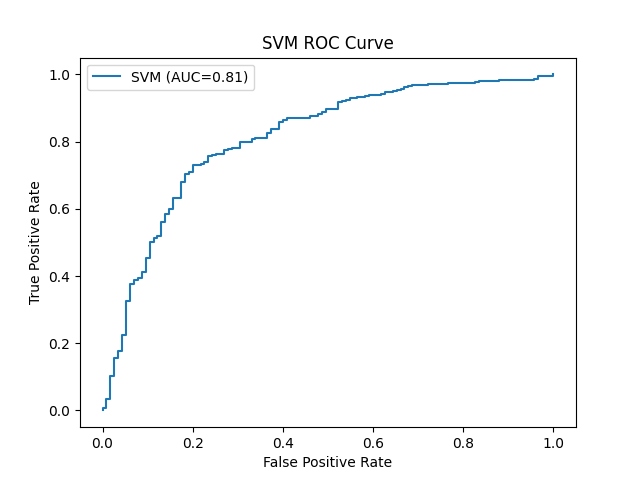 SVM ROC Curve
SVM (AUC=0.81)
True Positive Rate
1.0
0.8
0.6
0.4
0.2
0.0
0.0 0.2 0.4 0.6 0.8 1.0
False Positive Rate